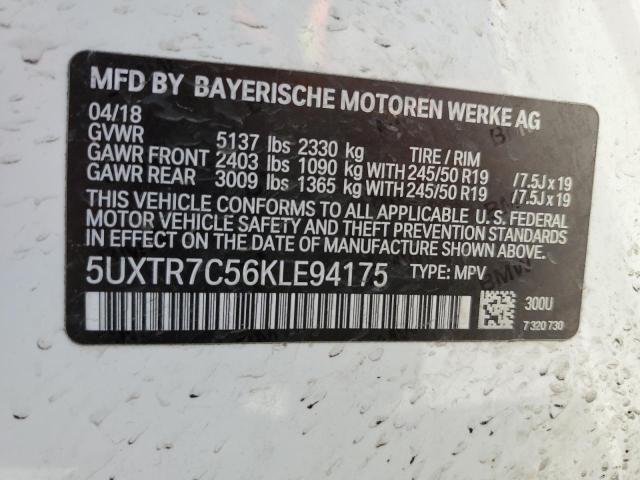 MFD BY BAYERISCHE MOTOREN WERKE AG
04/18
GVWR 5137 lbs 2330 kg TIRE / RIM
GAWR FRONT 2403 lbs 1090 kg WITH 245/50 R19 /7.5J x 19
GAWR REAR 3009 lbs 1365 kg WITH 245/50 R19 /7.5J x 19
THIS VEHICLE CONFORMS TO ALL APPLICABLE U. S. FEDERAL
MOTOR VEHICLE SAFETY AND THEFT PREVENTION STANDARDS
IN EFFECT ON THE DATE OF MANUFACTURE SHOWN ABOVE.
5UXTR7C56KLE94175 TYPE: MPV
300U
7 320 730
BMW